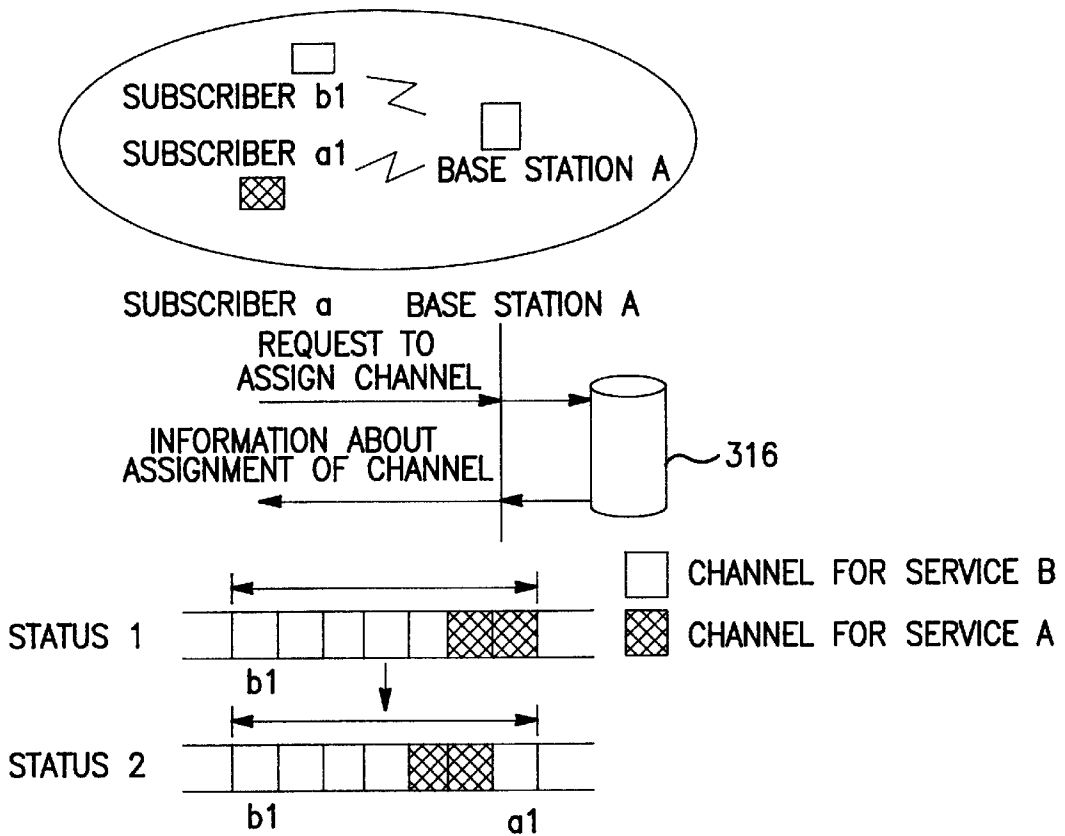 SUBSCRIBER b1
SUBSCRIBER a1
BASE STATION A
SUBSCRIBER a BASE STATION A
REQUEST TO
ASSIGN CHANNEL
INFORMATION ABOUT
ASSIGNMENT OF CHANNEL
316
CHANNEL FOR SERVICE B
CHANNEL FOR SERVICE A
STATUS 1
b1
STATUS 2
b1 a1